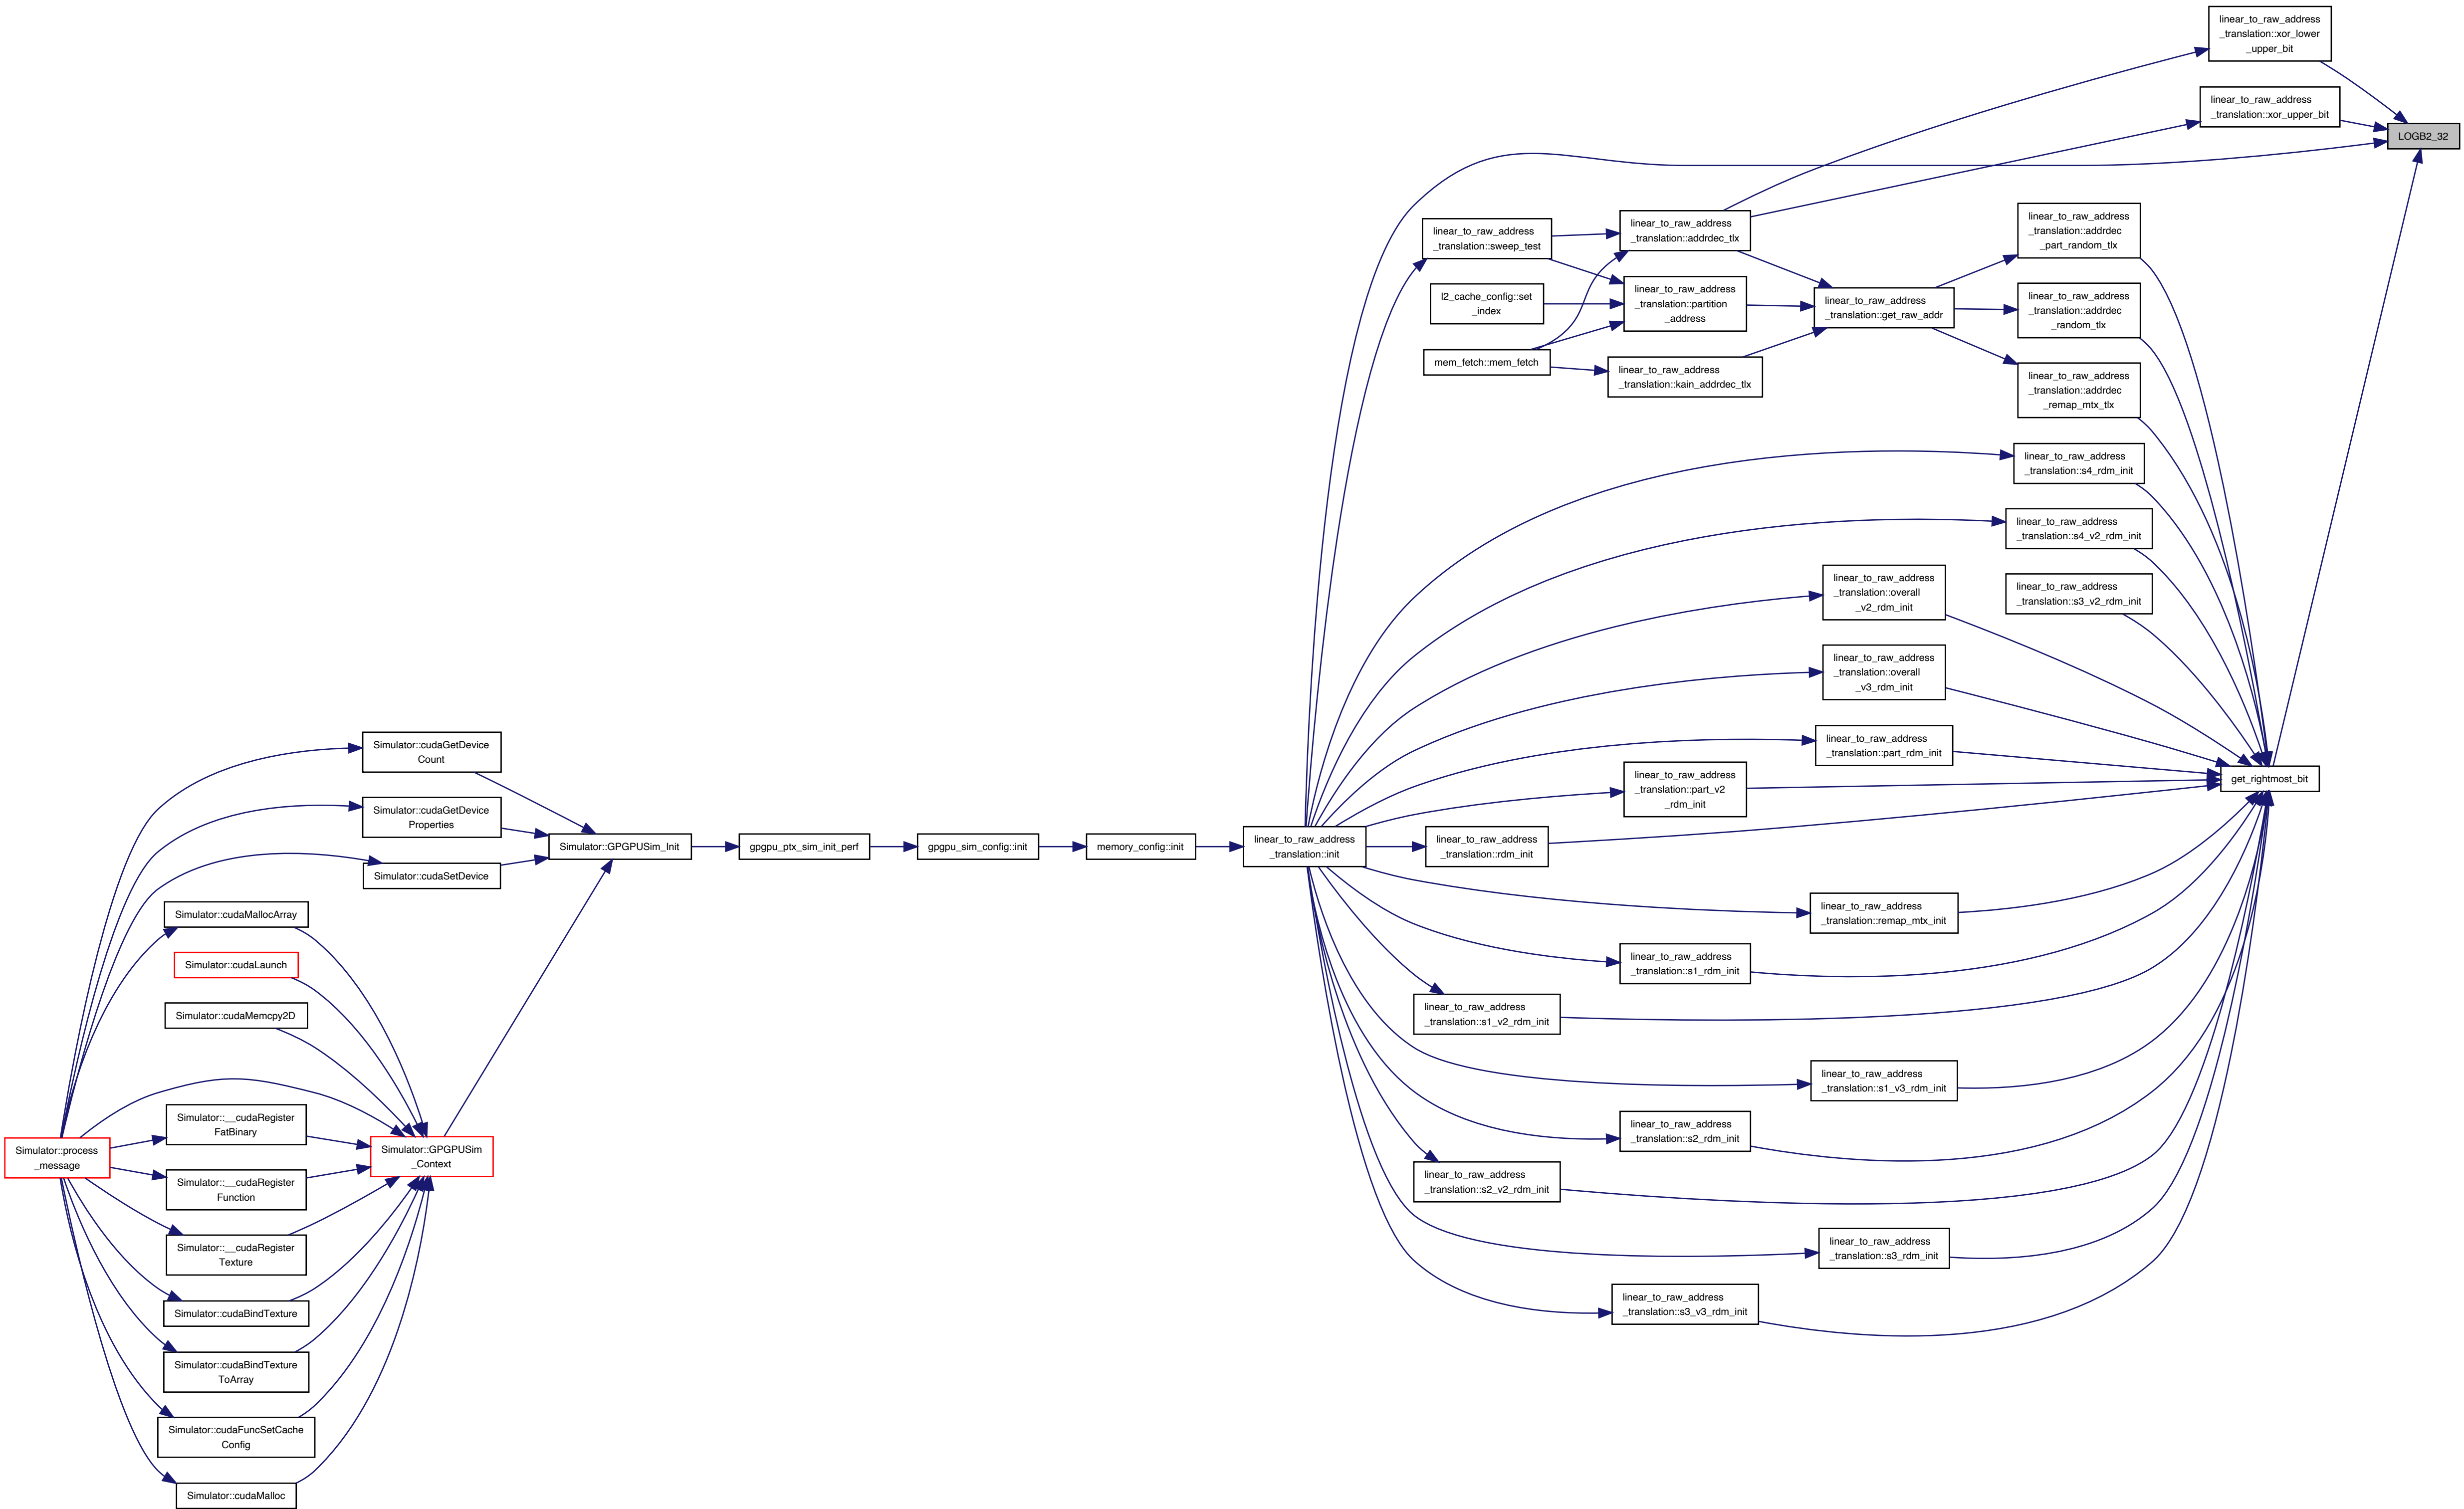 linear_to_raw_address
_translation::xor_lower
_upper_bit
linear_to_raw_address
_translation::xor_upper_bit
LOGB2_32
linear_to_raw_address
_translation::sweep_test
linear_to_raw_address
_translation::addrdec_tlx
linear_to_raw_address
_translation::addrdec
_part_random_tlx
l2_cache_config::set
_index
linear_to_raw_address
_translation::partition
_address
linear_to_raw_address
_translation::get_raw_addr
linear_to_raw_address
_translation::addrdec
_random_tlx
mem_fetch::mem_fetch
linear_to_raw_address
_translation::kain_addrdec_tlx
linear_to_raw_address
_translation::addrdec
_remap_mtx_tlx
linear_to_raw_address
_translation::s4_rdm_init
linear_to_raw_address
_translation::s4_v2_rdm_init
linear_to_raw_address
_translation::overall
_v2_rdm_init
linear_to_raw_address
_translation::s3_v2_rdm_init
linear_to_raw_address
_translation::overall
_v3_rdm_init
linear_to_raw_address
_translation::part_rdm_init
linear_to_raw_address
_translation::part_v2
_rdm_init
get_rightmost_bit
Simulator::cudaGetDevice
Count
Simulator::cudaGetDevice
Properties
Simulator::cudaSetDevice
Simulator::GPGPUSim_Init
gpgpu_ptx_sim_init_perf
gpgpu_sim_config::init
memory_config::init
linear_to_raw_address
_translation::init
linear_to_raw_address
_translation::rdm_init
linear_to_raw_address
_translation::remap_mtx_init
linear_to_raw_address
_translation::s1_rdm_init
linear_to_raw_address
_translation::s1_v2_rdm_init
linear_to_raw_address
_translation::s1_v3_rdm_init
linear_to_raw_address
_translation::s2_rdm_init
linear_to_raw_address
_translation::s2_v2_rdm_init
linear_to_raw_address
_translation::s3_rdm_init
linear_to_raw_address
_translation::s3_v3_rdm_init
Simulator::cudaMallocArray
Simulator::cudaLaunch
Simulator::cudaMemcpy2D
Simulator::__cudaRegister
FatBinary
Simulator::process
_message
Simulator::GPGPUSim
_Context
Simulator::__cudaRegister
Function
Simulator::__cudaRegister
Texture
Simulator::cudaBindTexture
Simulator::cudaBindTexture
ToArray
Simulator::cudaFuncSetCache
Config
Simulator::cudaMalloc